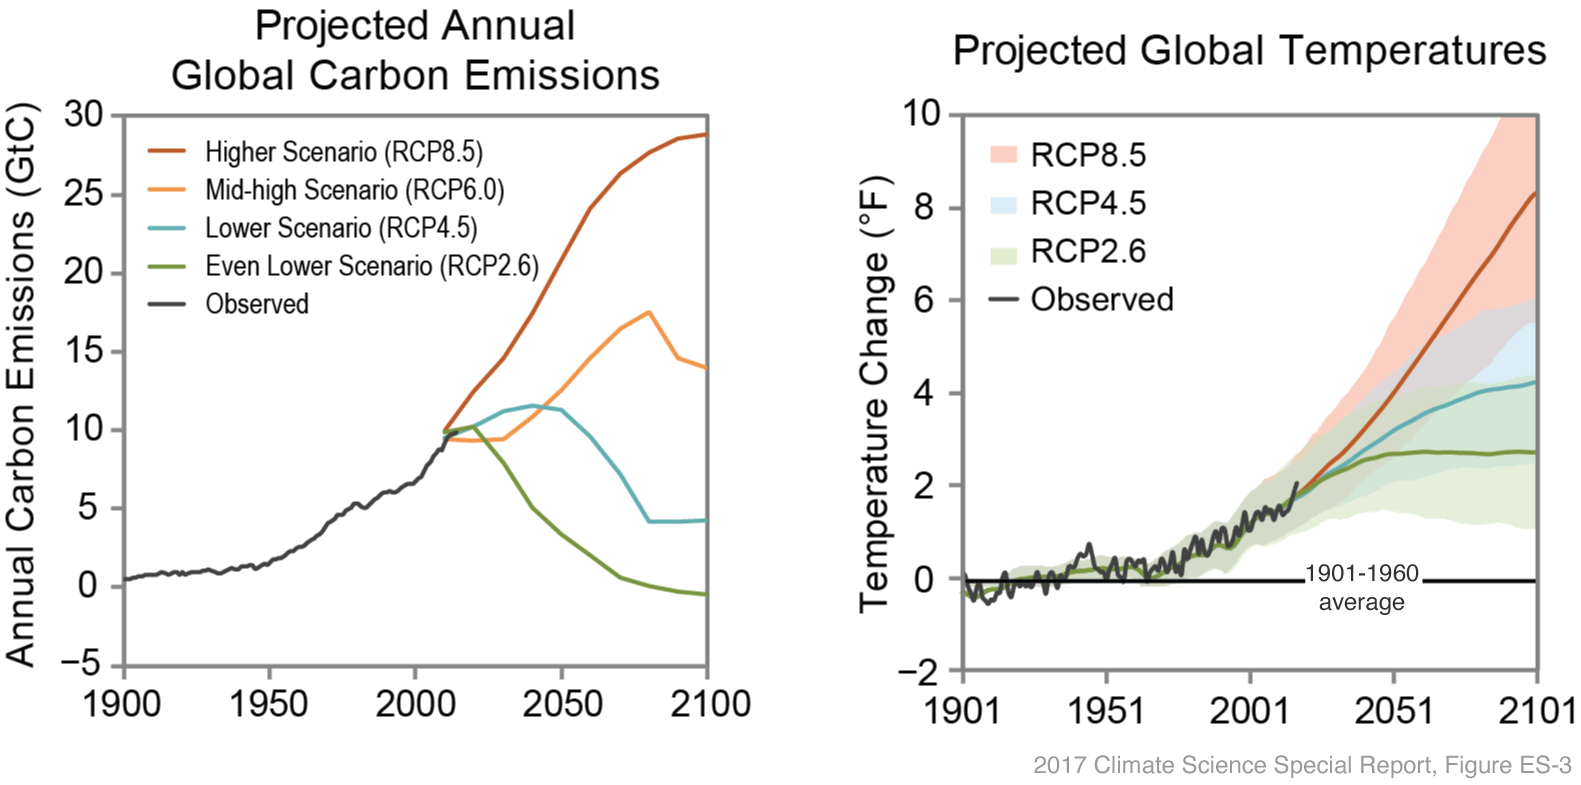 Projected Annual
Global Carbon Emissions
Annual Carbon Emissions (GtC)
30
25
20
15
10
5
0
−5
Higher Scenario (RCP8.5)
Mid-high Scenario (RCP6.0)
Lower Scenario (RCP4.5)
Even Lower Scenario (RCP2.6)
Observed
1900 1950 2000 2050 2100
Projected Global Temperatures
Temperature Change (°F)
10
8
6
4
2
0
−2
RCP8.5
RCP4.5
RCP2.6
Observed
1901-1960
average
1901 1951 2001 2051 2101
2017 Climate Science Special Report, Figure ES-3